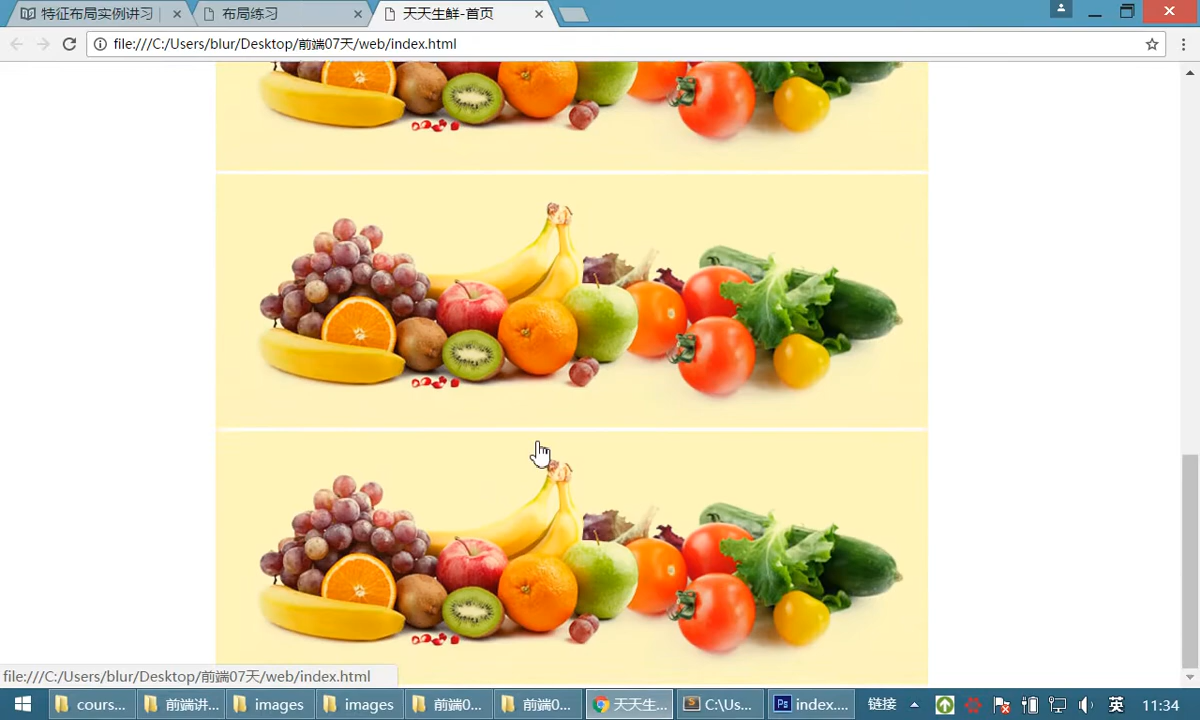 特征布局实例讲习
布局练习
天天生鲜-首页
file:///C:/Users/blur/Desktop/前端07天/web/index.html
file:///C:/Users/blur/Desktop/前端07天/web/index.html
cours...
前端讲...
images
images
前端0...
前端0...
天天生...
C:\Us...
index....
链接
英
11:34